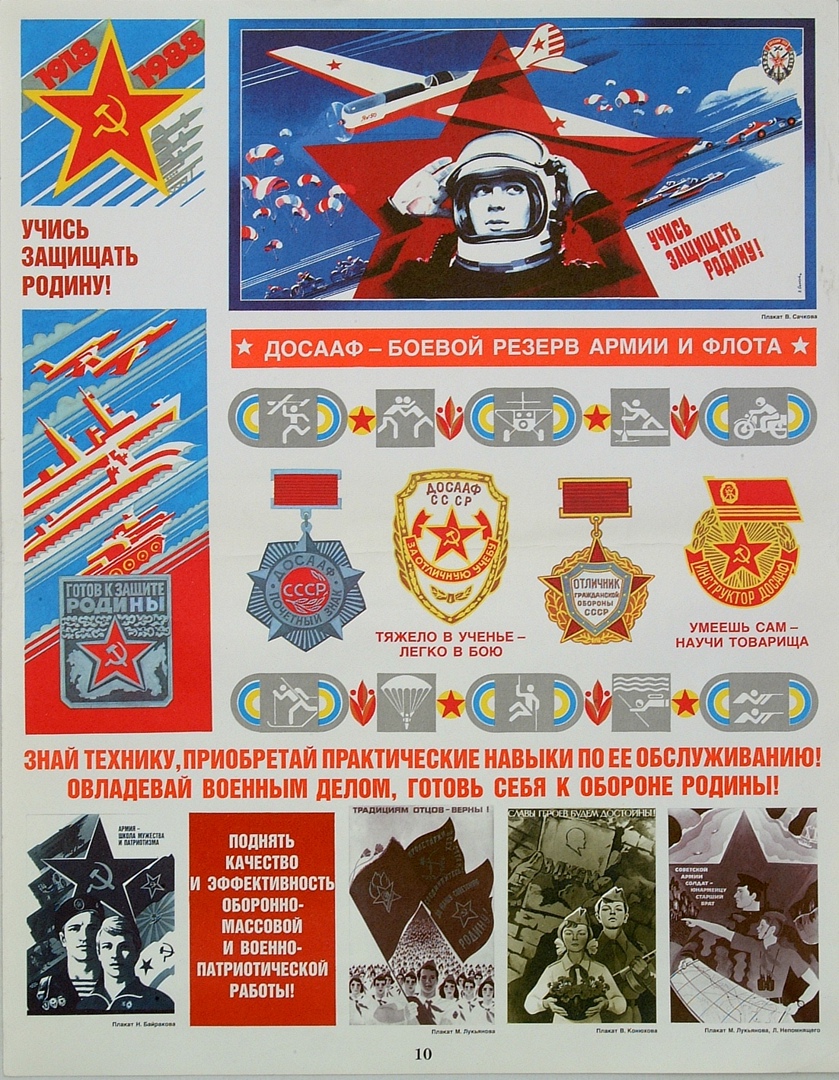 1918 1988
УЧИСЬ
ЗАЩИЩАТЬ
РОДИНУ!
Як-50
УЧИСЬ
ЗАЩИЩАТЬ
РОДИНУ!
Плакат В. Сачкова
ДОСААФ – БОЕВОЙ РЕЗЕРВ АРМИИ И ФЛОТА
ГОТОВ К ЗАЩИТЕ
РОДИНЫ
ДОСААФ
СССР
ПОЧЕТНЫЙ ЗНАК
ДОСААФ
СССР
ЗА ОТЛИЧНУЮ УЧЕБУ
ТЯЖЕЛО В УЧЕНЬЕ –
ЛЕГКО В БОЮ
ОТЛИЧНИК
ГРАЖДАНСКОЙ
ОБОРОНЫ
СССР
ИНСТРУКТОР ДОСААФ
УМЕЕШЬ САМ –
НАУЧИ ТОВАРИЩА
ЗНАЙ ТЕХНИКУ, ПРИОБРЕТАЙ ПРАКТИЧЕСКИЕ НАВЫКИ ПО ЕЕ ОБСЛУЖИВАНИЮ!
ОВЛАДЕВАЙ ВОЕННЫМ ДЕЛОМ, ГОТОВЬ СЕБЯ К ОБОРОНЕ РОДИНЫ!
АРМИЯ –
ШКОЛА МУЖЕСТВА
И ПАТРИОТИЗМА
Плакат Н. Байракова
ПОДНЯТЬ
КАЧЕСТВО
И ЭФФЕКТИВНОСТЬ
ОБОРОННО-
МАССОВОЙ
И ВОЕННО-
ПАТРИОТИЧЕСКОЙ
РАБОТЫ!
ТРАДИЦИЯМ ОТЦОВ – ВЕРНЫ!
РОДИНУ
Плакат М. Лукьянова
СЛАВЫ ГЕРОЕВ БУДЕМ ДОСТОЙНЫ!
Плакат В. Конюхова
СОВЕТСКОЙ
АРМИИ
СОЛДАТ –
ЮНАРМЕЙЦУ
СТАРШИЙ
БРАТ
Плакат М. Лукьянова, Л. Непомнящего
10